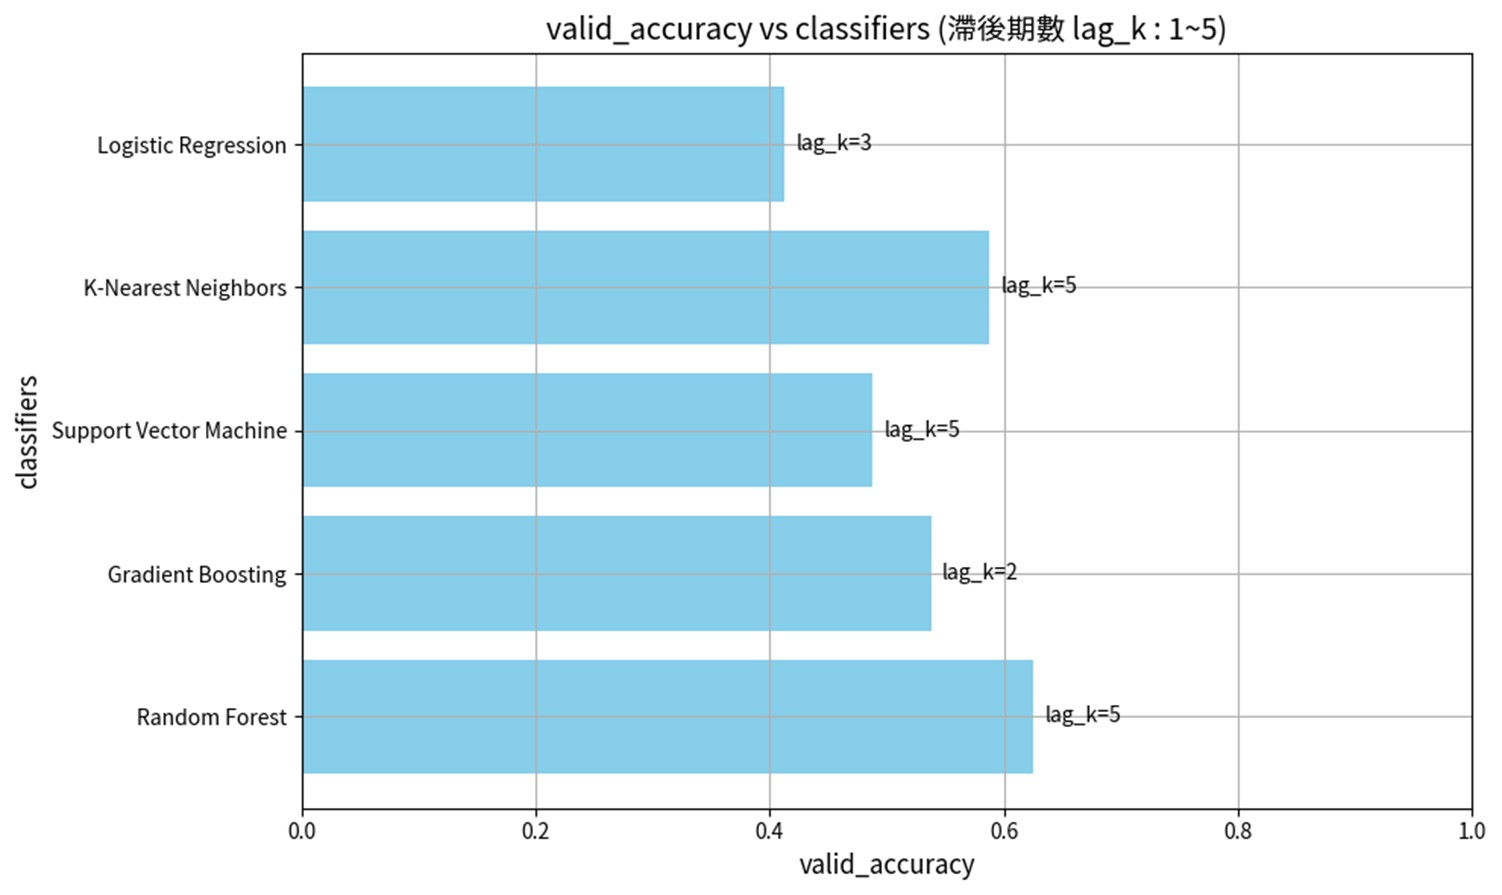 valid_accuracy vs classifiers (滯後期數 lag_k : 1~5)
classifiers
Logistic Regression
lag_k=3
K-Nearest Neighbors
lag_k=5
Support Vector Machine
lag_k=5
Gradient Boosting
lag_k=2
Random Forest
lag_k=5
0.0 0.2 0.4 0.6 0.8 1.0
valid_accuracy